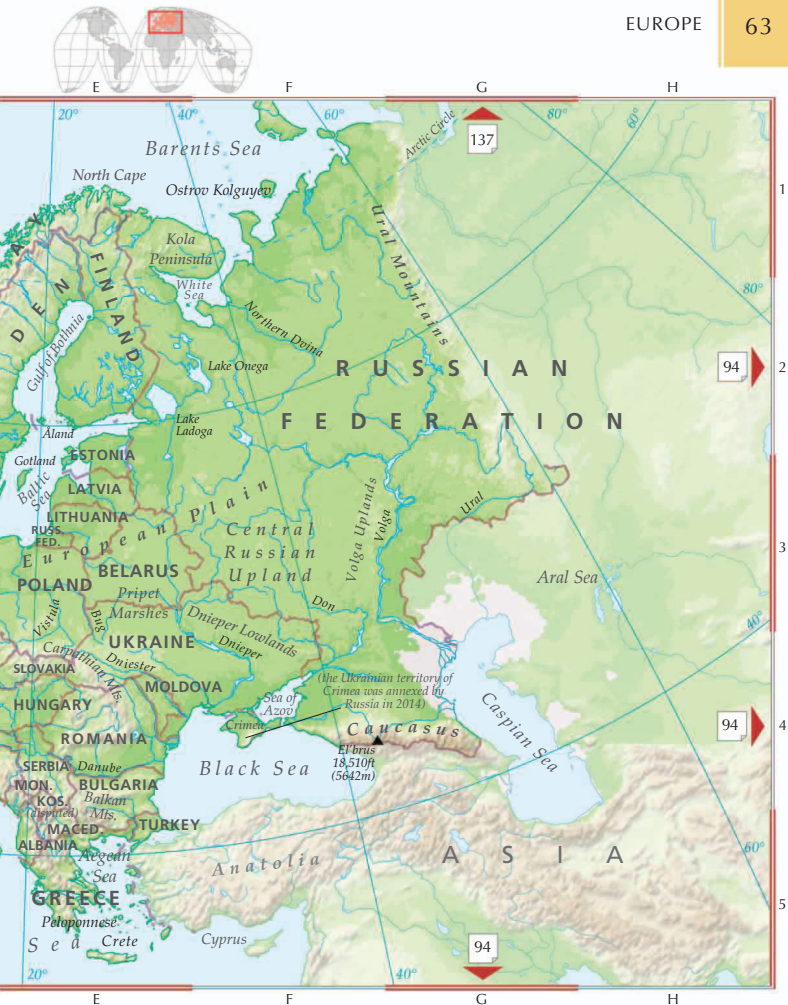 EUROPE 63
E F G H
20° 40° 60° 80° 60°
137
Arctic Circle
Barents Sea
North Cape
Ostrov Kolguyev
1
A Y
Kola
Peninsula
Ural Mountains
FINLAND
White
Sea
D E N
80°
Gulf of Bothnia
Northern Dvina
Lake Onega
RUSSIAN
94
2
FEDERATION
Lake
Ladoga
Åland
Gotland
ESTONIA
Baltic
Sea
LATVIA
LITHUANIA
RUSS.
FED.
European Plain
Central
Russian
Upland
Volga Uplands
Volga
Ural
3
POLAND
BELARUS
Aral Sea
Pripet
Marshes
Vistula
Bug
Don
40°
UKRAINE
Dnieper Lowlands
Dnieper
Carpathian Mts.
Dniester
SLOVAKIA
MOLDOVA
(the Ukrainian territory of
Crimea was annexed by
Russia in 2014)
HUNGARY
Sea of
Azov
Crimea
Caspian Sea
94
4
ROMANIA
Caucasus
El'brus
18,510ft
(5642m)
SERBIA
Danube
Black Sea
MON.
BULGARIA
KOS.
(disputed)
Balkan
Mts.
MACED.
TURKEY
ALBANIA
60°
Aegean
Sea
Anatolia
ASIA
GREECE
5
Peloponnese
Sea
Crete
Cyprus
94
20° 40°
E F G H